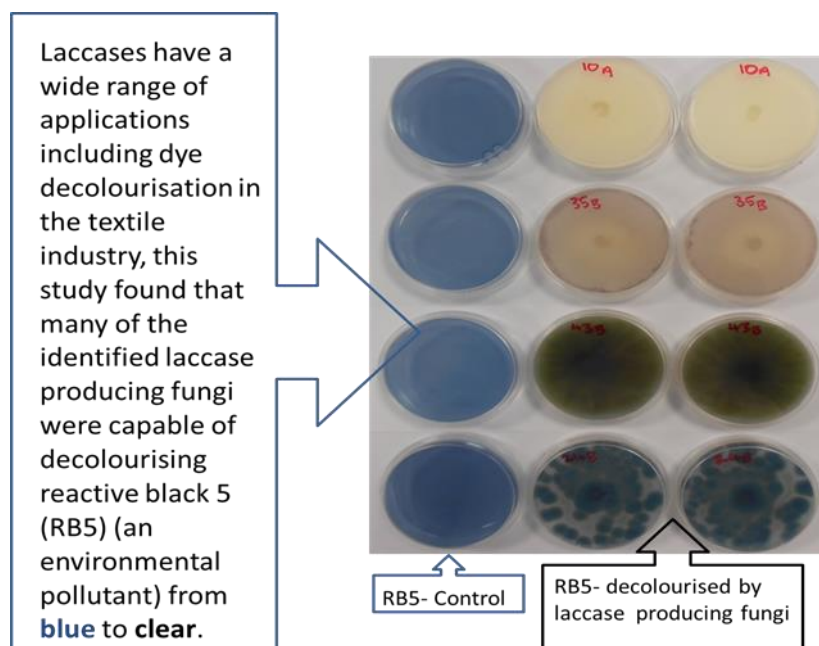 Laccases have a
wide range of
applications
including dye
decolourisation in
the textile
industry, this
study found that
many of the
identified laccase
producing fungi
were capable of
decolourising
reactive black 5
(RB5) (an
environmental
pollutant) from
blue to clear.
10A 10A
35B 35B
43B 43B
RB5- Control
RB5- decolourised by
laccase producing fungi